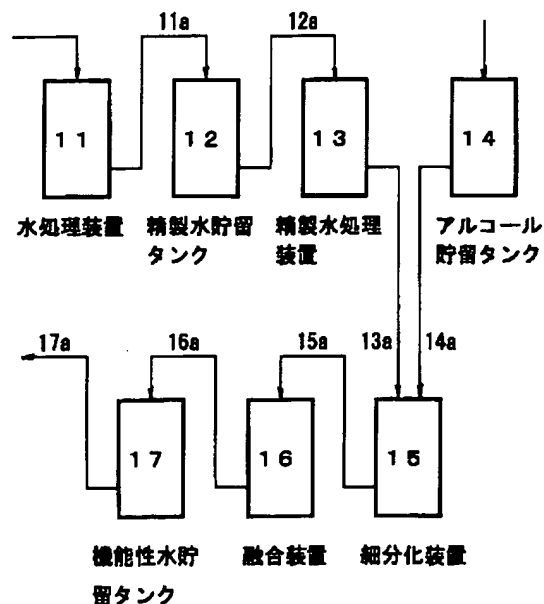 11a
12a
11
12
13
14
水処理装置
精製水貯留
タンク
精製水処理
装置
アルコール
貯留タンク
17a
16a
15a
13a
14a
17
16
15
機能性水貯
留タンク
融合装置
細分化装置